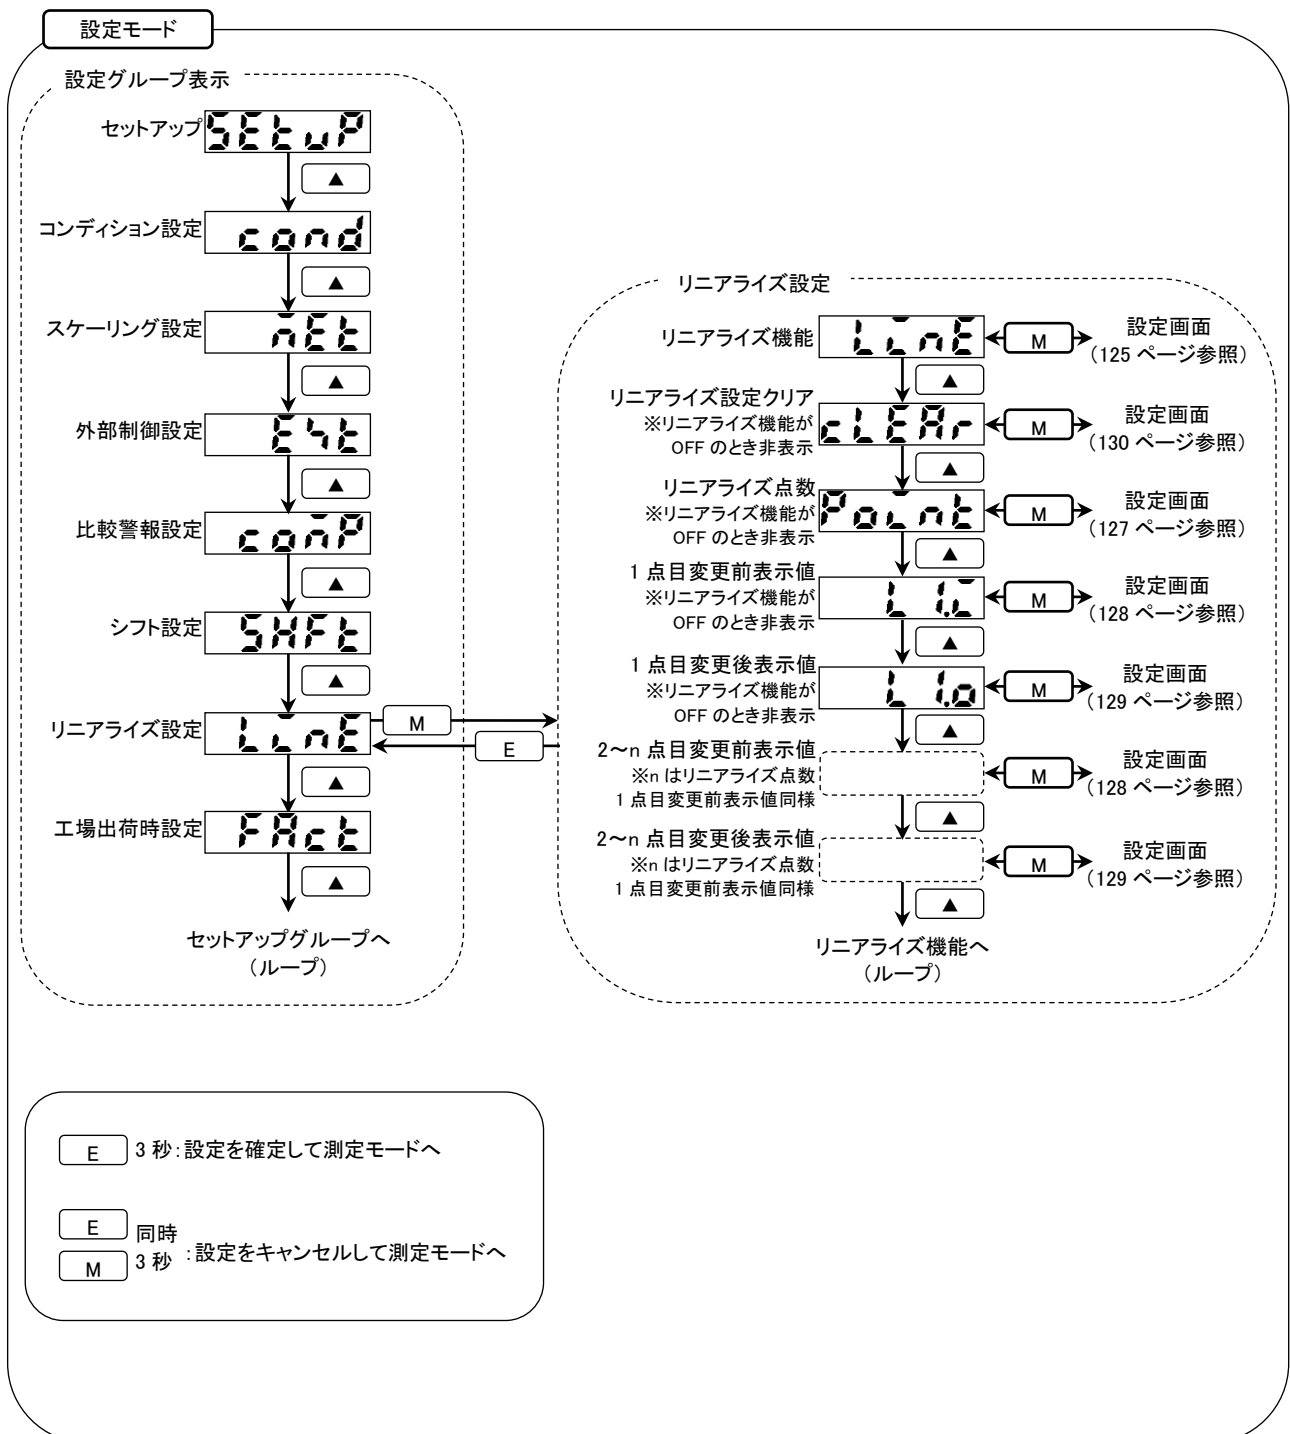 設定モード
設定グループ表示
セットアップ SEtuP
▲
コンディション設定 cond
▲
スケーリング設定 mEt
▲
外部制御設定 Ext
▲
比較警報設定 comP
▲
シフト設定 SHFt
▲
リニアライズ設定 LinE
M
E
▲
工場出荷時設定 FAct
▲
セットアップグループへ
(ループ)
リニアライズ設定
リニアライズ機能 LinE M 設定画面
(125 ページ参照)
▲
リニアライズ設定クリア
※リニアライズ機能が
OFF のとき非表示
cLEAr M 設定画面
(130 ページ参照)
▲
リニアライズ点数
※リニアライズ機能が
OFF のとき非表示
Point M 設定画面
(127 ページ参照)
▲
1 点目変更前表示値
※リニアライズ機能が
OFF のとき非表示
L 1.i M 設定画面
(128 ページ参照)
▲
1 点目変更後表示値
※リニアライズ機能が
OFF のとき非表示
L 1.o M 設定画面
(129 ページ参照)
▲
2～n 点目変更前表示値
※n はリニアライズ点数
1 点目変更前表示値同様
M 設定画面
(128 ページ参照)
▲
2～n 点目変更後表示値
※n はリニアライズ点数
1 点目変更前表示値同様
M 設定画面
(129 ページ参照)
▲
リニアライズ機能へ
(ループ)
E 3 秒:設定を確定して測定モードへ
E 同時
M 3 秒 :設定をキャンセルして測定モードへ